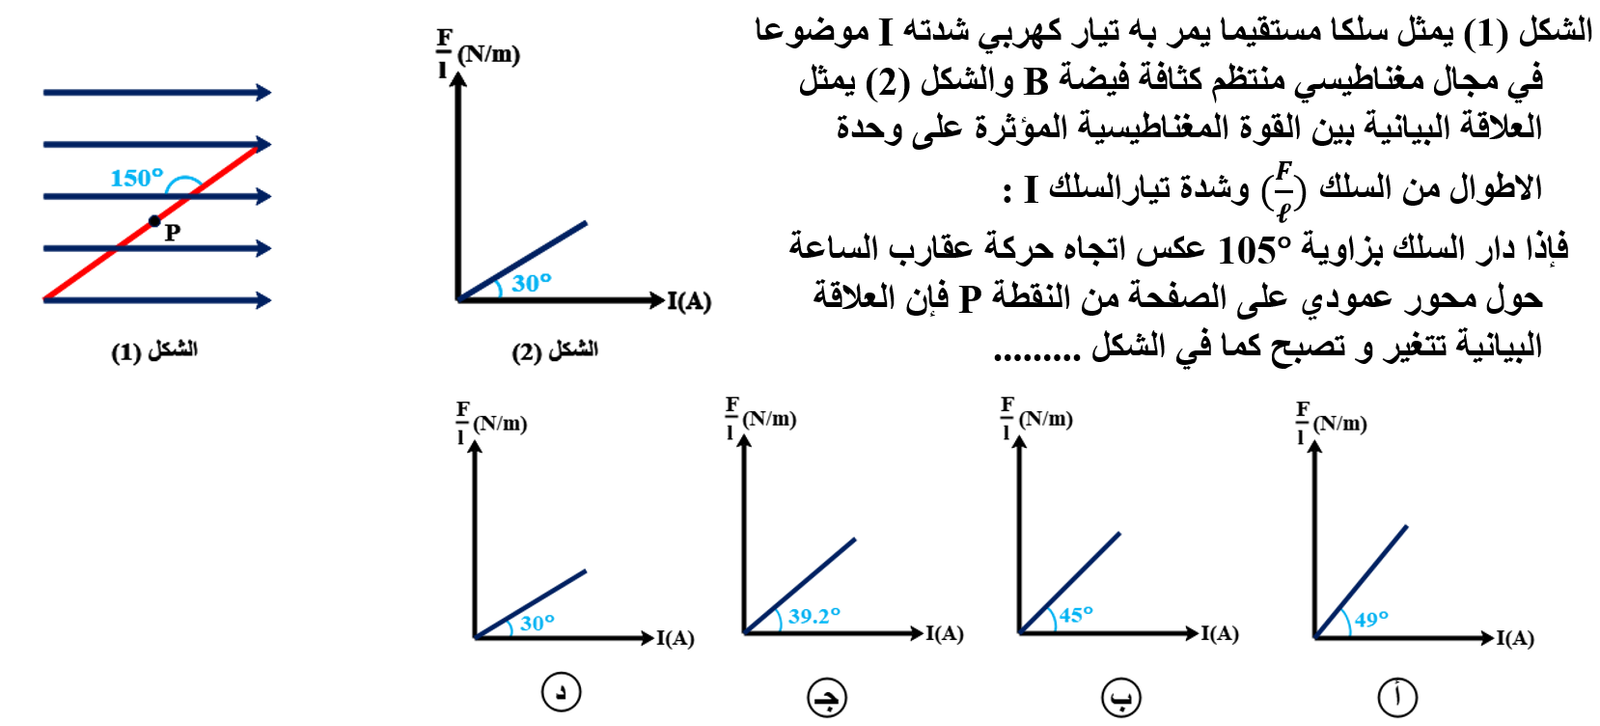 الشكل (1) يمثل سلكا مستقيما يمر به تيار كهربي شدته I موضوعا
في مجال مغناطيسي منتظم كثافة فيضة B والشكل (2) يمثل
العلاقة البيانية بين القوة المغناطيسية المؤثرة على وحدة
الاطوال من السلك (F/ℓ) وشدة تيارالسلك I :
فإذا دار السلك بزاوية 105° عكس اتجاه حركة عقارب الساعة
حول محور عمودي على الصفحة من النقطة P فإن العلاقة
البيانية تتغير و تصبح كما في الشكل .........
150°
P
الشكل (1)
F/l (N/m)
30°
I(A)
الشكل (2)
F/l (N/m)
49°
I(A)
أ
F/l (N/m)
45°
I(A)
ب
F/l (N/m)
39.2°
I(A)
جـ
F/l (N/m)
30°
I(A)
د